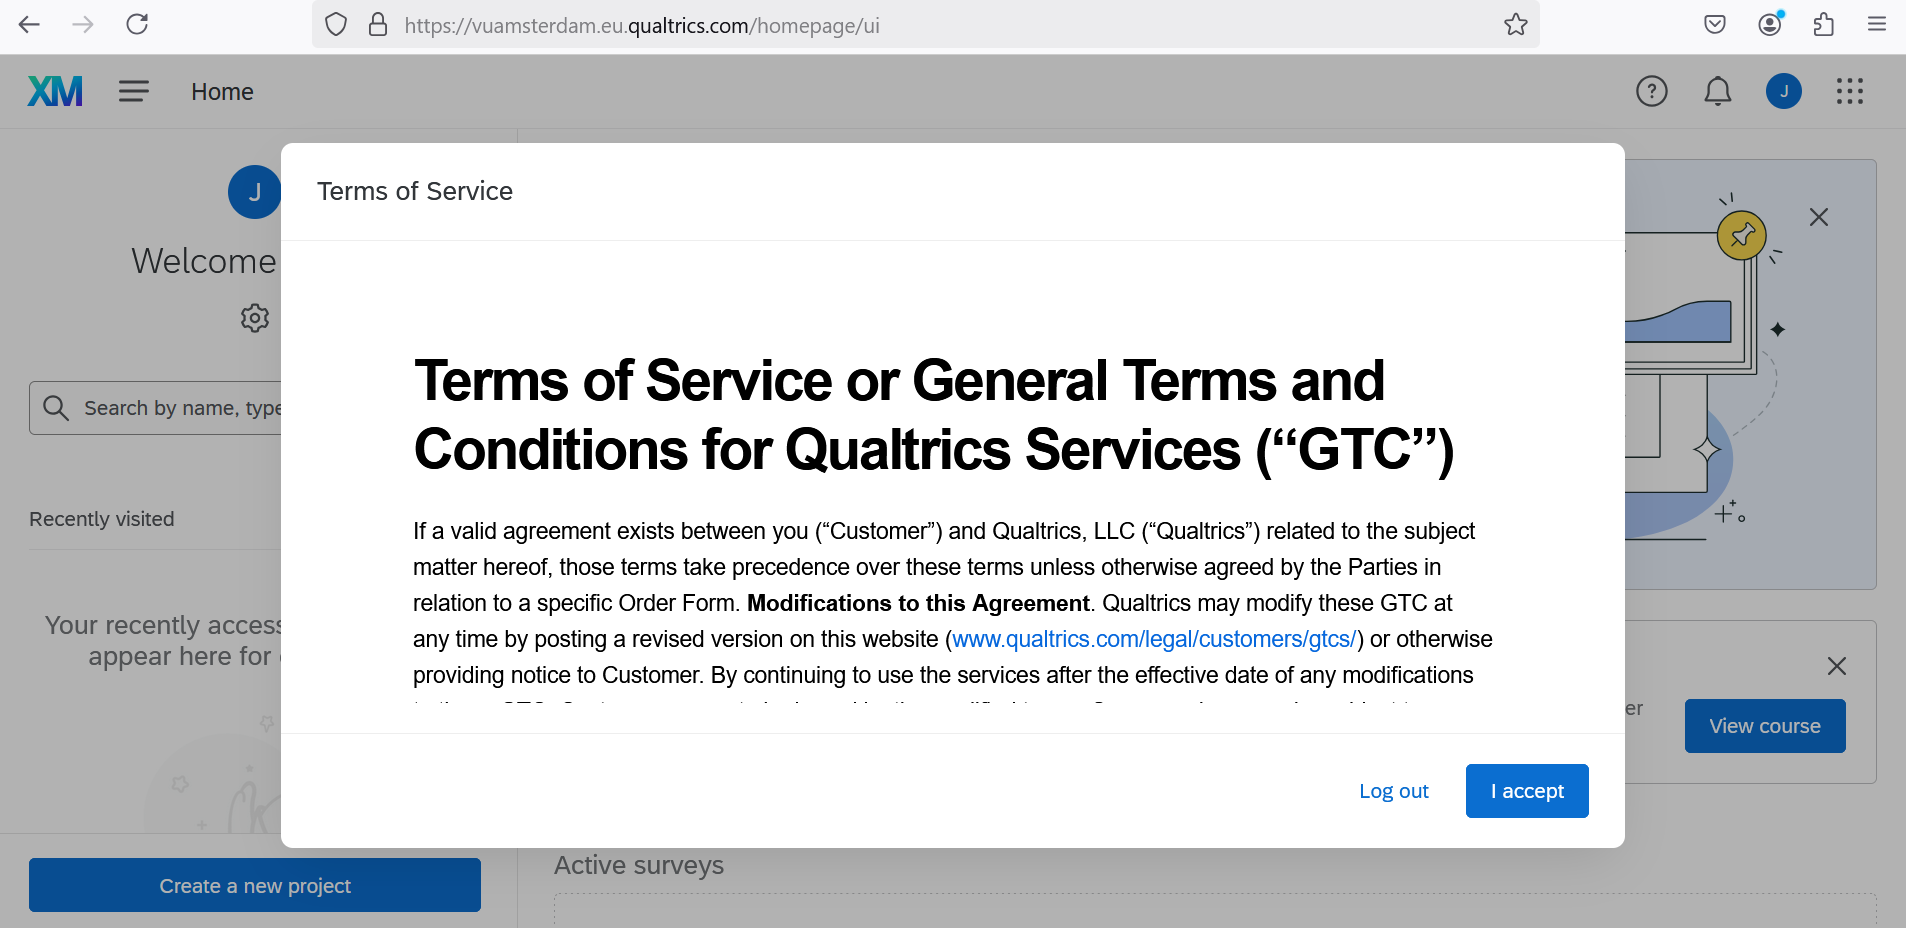 https://vuamsterdam.eu.qualtrics.com/homepage/ui
XM
Home
?
J
J
Welcome
Search by name, type
Recently visited
Your recently access
appear here for
Terms of Service
Terms of Service or General Terms and
Conditions for Qualtrics Services (“GTC”)
If a valid agreement exists between you (“Customer”) and Qualtrics, LLC (“Qualtrics”) related to the subject
matter hereof, those terms take precedence over these terms unless otherwise agreed by the Parties in
relation to a specific Order Form. Modifications to this Agreement. Qualtrics may modify these GTC at
any time by posting a revised version on this website (www.qualtrics.com/legal/customers/gtcs/) or otherwise
providing notice to Customer. By continuing to use the services after the effective date of any modifications
Log out
I accept
er
View course
Create a new project
Active surveys